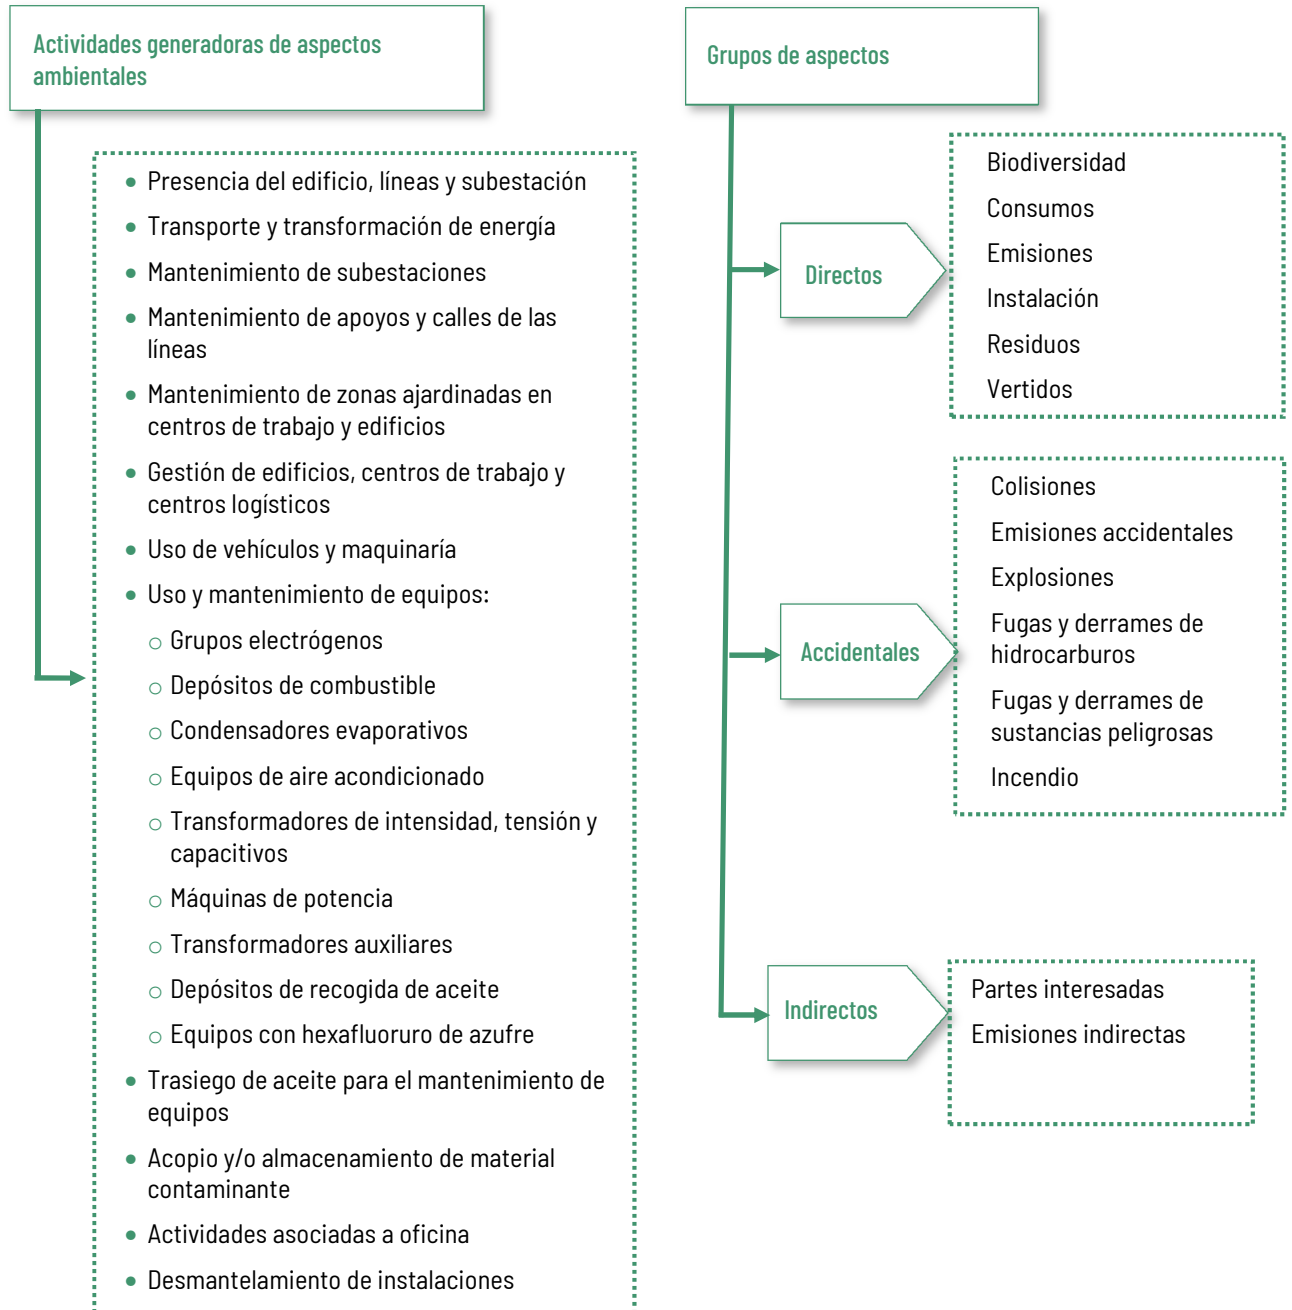 Actividades generadoras de aspectos
ambientales
Presencia del edificio, líneas y subestación
Transporte y transformación de energía
Mantenimiento de subestaciones
Mantenimiento de apoyos y calles de las
líneas
Mantenimiento de zonas ajardinadas en
centros de trabajo y edificios
Gestión de edificios, centros de trabajo y
centros logísticos
Uso de vehículos y maquinaría
Uso y mantenimiento de equipos:
Grupos electrógenos
Depósitos de combustible
Condensadores evaporativos
Equipos de aire acondicionado
Transformadores de intensidad, tensión y
capacitivos
Máquinas de potencia
Transformadores auxiliares
Depósitos de recogida de aceite
Equipos con hexafluoruro de azufre
Trasiego de aceite para el mantenimiento de
equipos
Acopio y/o almacenamiento de material
contaminante
Actividades asociadas a oficina
Desmantelamiento de instalaciones
Grupos de aspectos
Directos
Biodiversidad
Consumos
Emisiones
Instalación
Residuos
Vertidos
Accidentales
Colisiones
Emisiones accidentales
Explosiones
Fugas y derrames de
hidrocarburos
Fugas y derrames de
sustancias peligrosas
Incendio
Indirectos
Partes interesadas
Emisiones indirectas